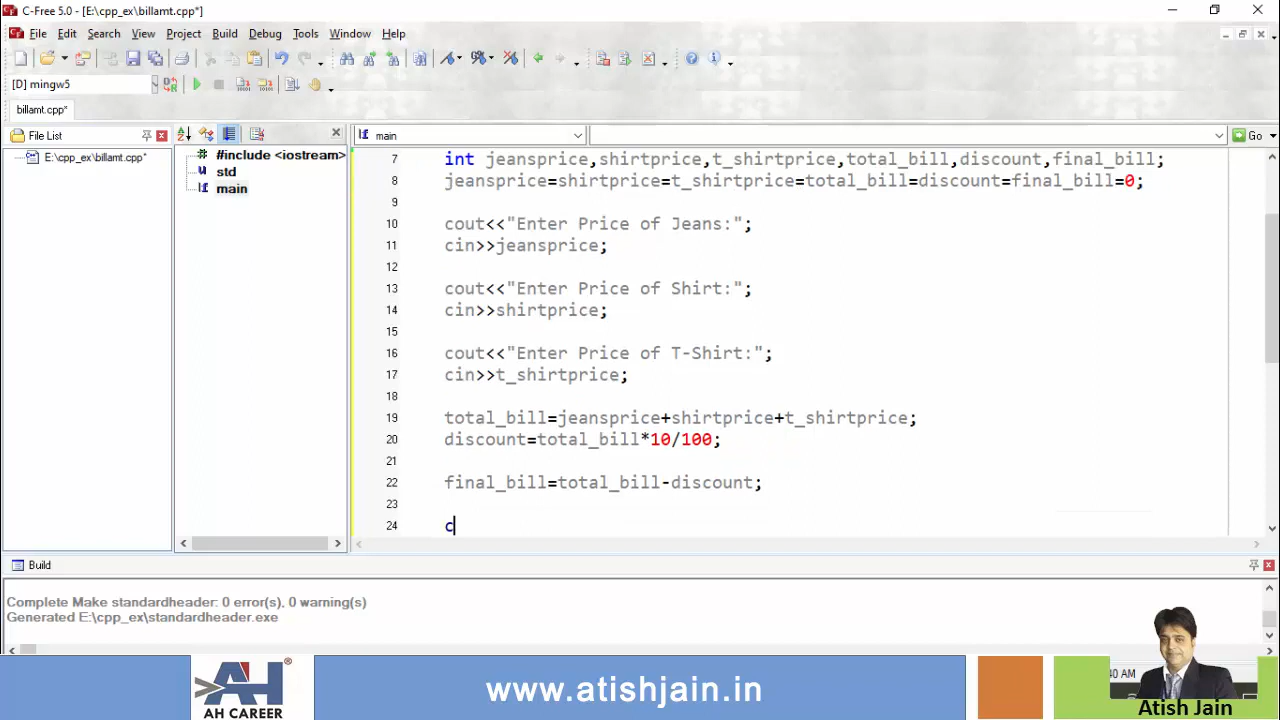 C-Free 5.0 - [E:\cpp_ex\billamt.cpp*]
File Edit Search View Project Build Debug Tools Window Help
[D] mingw5
billamt.cpp*
File List
main
Go
E:\cpp_ex\billamt.cpp*
#include <iostream>
std
main
7 int jeansprice,shirtprice,t_shirtprice,total_bill,discount,final_bill;
8 jeansprice=shirtprice=t_shirtprice=total_bill=discount=final_bill=0;
9
10 cout<<"Enter Price of Jeans:";
11 cin>>jeansprice;
12
13 cout<<"Enter Price of Shirt:";
14 cin>>shirtprice;
15
16 cout<<"Enter Price of T-Shirt:";
17 cin>>t_shirtprice;
18
19 total_bill=jeansprice+shirtprice+t_shirtprice;
20 discount=total_bill*10/100;
21
22 final_bill=total_bill-discount;
23
24 c
Build
Complete Make standardheader: 0 error(s), 0 warning(s)
Generated E:\cpp_ex\standardheader.exe
AH
AH CAREER
www.atishjain.in
40 AM
Atish Jain